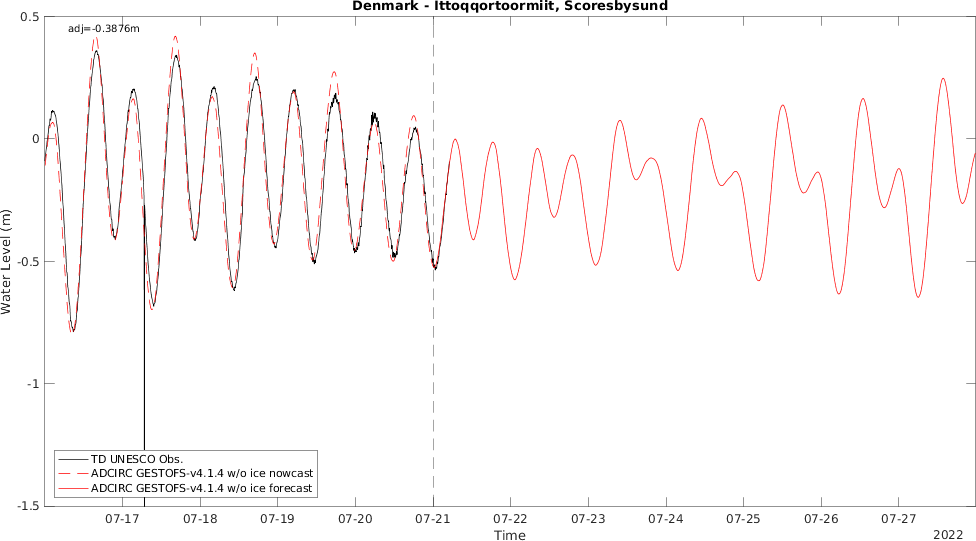 Denmark - Ittoqqortoormiit, Scoresbysund
adj=-0.3876m
0.5
0
-0.5
-1
-1.5
Water Level (m)
TD UNESCO Obs.
ADCIRC GESTOFS-v4.1.4 w/o ice nowcast
ADCIRC GESTOFS-v4.1.4 w/o ice forecast
07-17 07-18 07-19 07-20 07-21 07-22 07-23 07-24 07-25 07-26 07-27
Time
2022